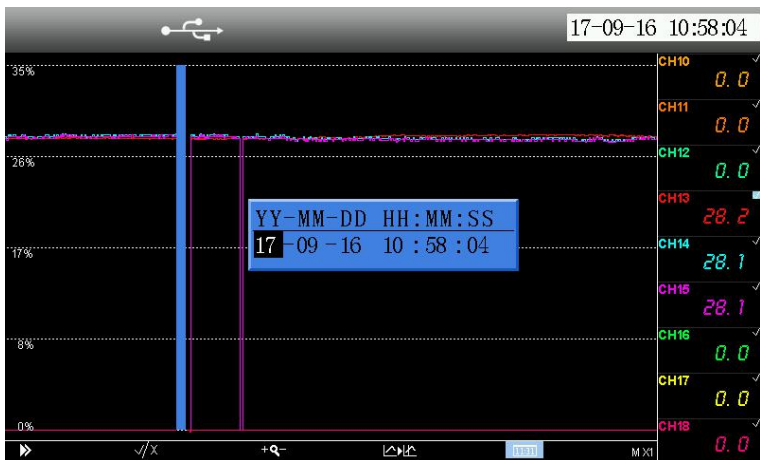 17-09-16 10:58:04
35%
26%
17%
8%
0%
YY-MM-DD HH:MM:SS
17-09-16 10:58:04
CH10
0.0
CH11
0.0
CH12
0.0
CH13
28.2
CH14
28.1
CH15
28.1
CH16
0.0
CH17
0.0
CH18
0.0
√/X
+ -
11:11
M X1